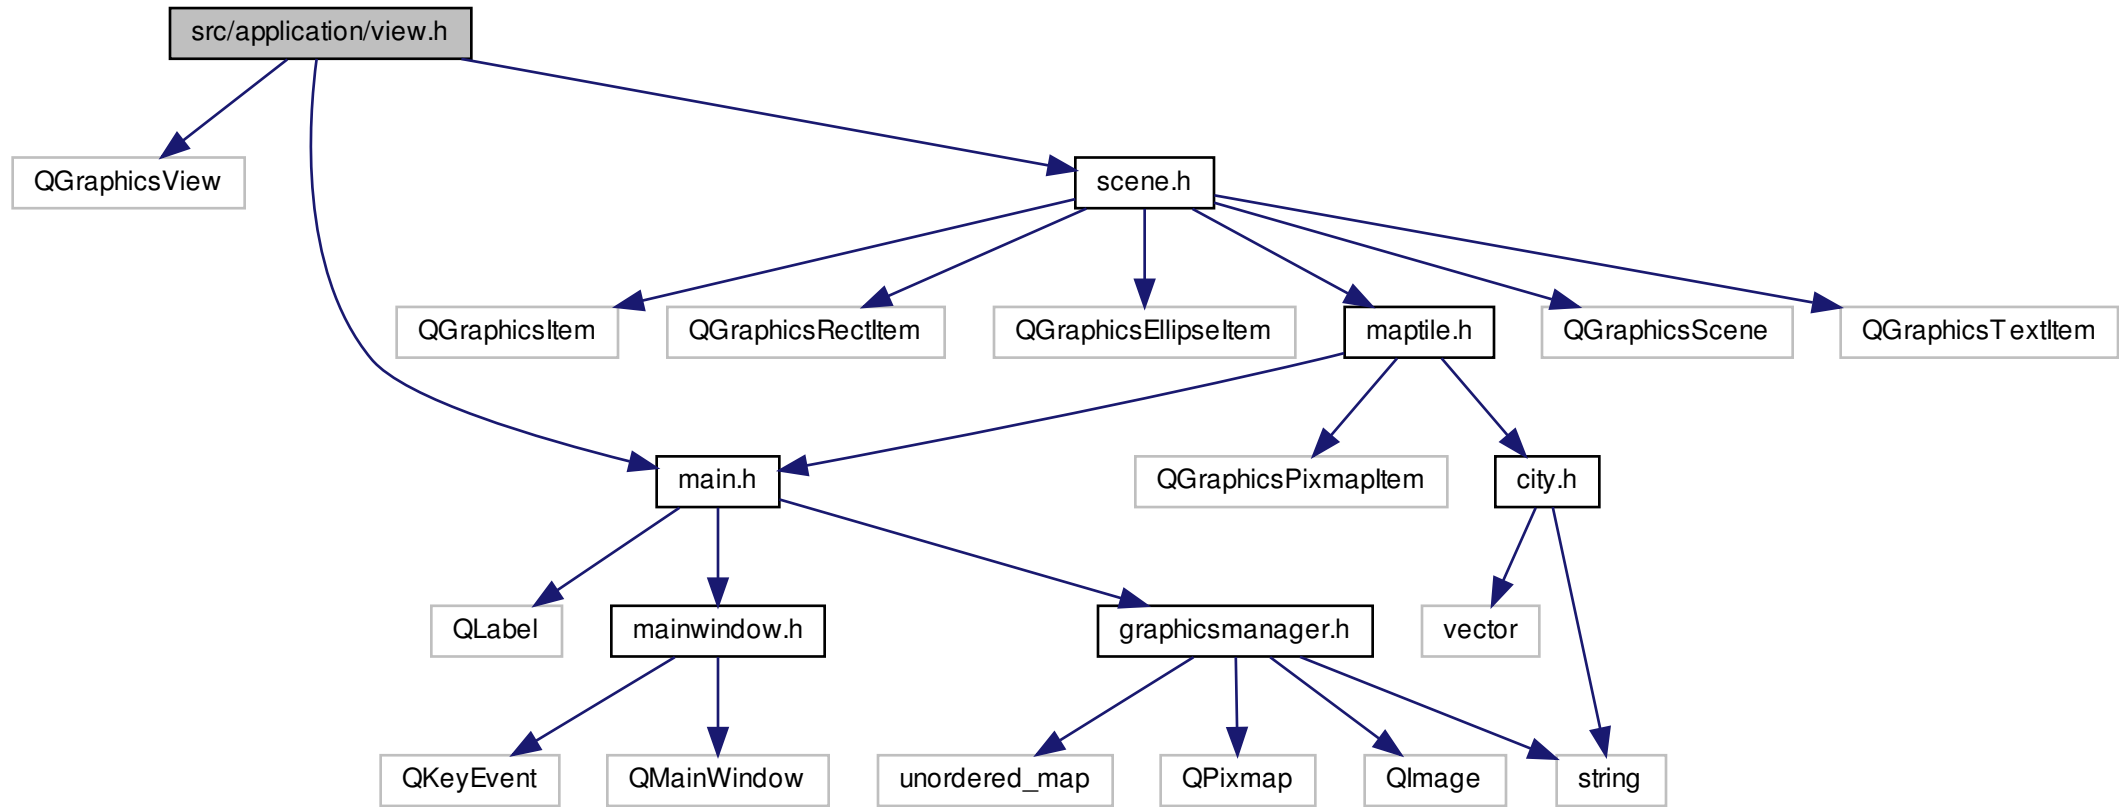 src/application/view.h
QGraphicsView
scene.h
QGraphicsItem
QGraphicsRectItem
QGraphicsEllipseItem
maptile.h
QGraphicsScene
QGraphicsTextItem
main.h
QGraphicsPixmapItem
city.h
QLabel
mainwindow.h
graphicsmanager.h
vector
QKeyEvent
QMainWindow
unordered_map
QPixmap
QImage
string